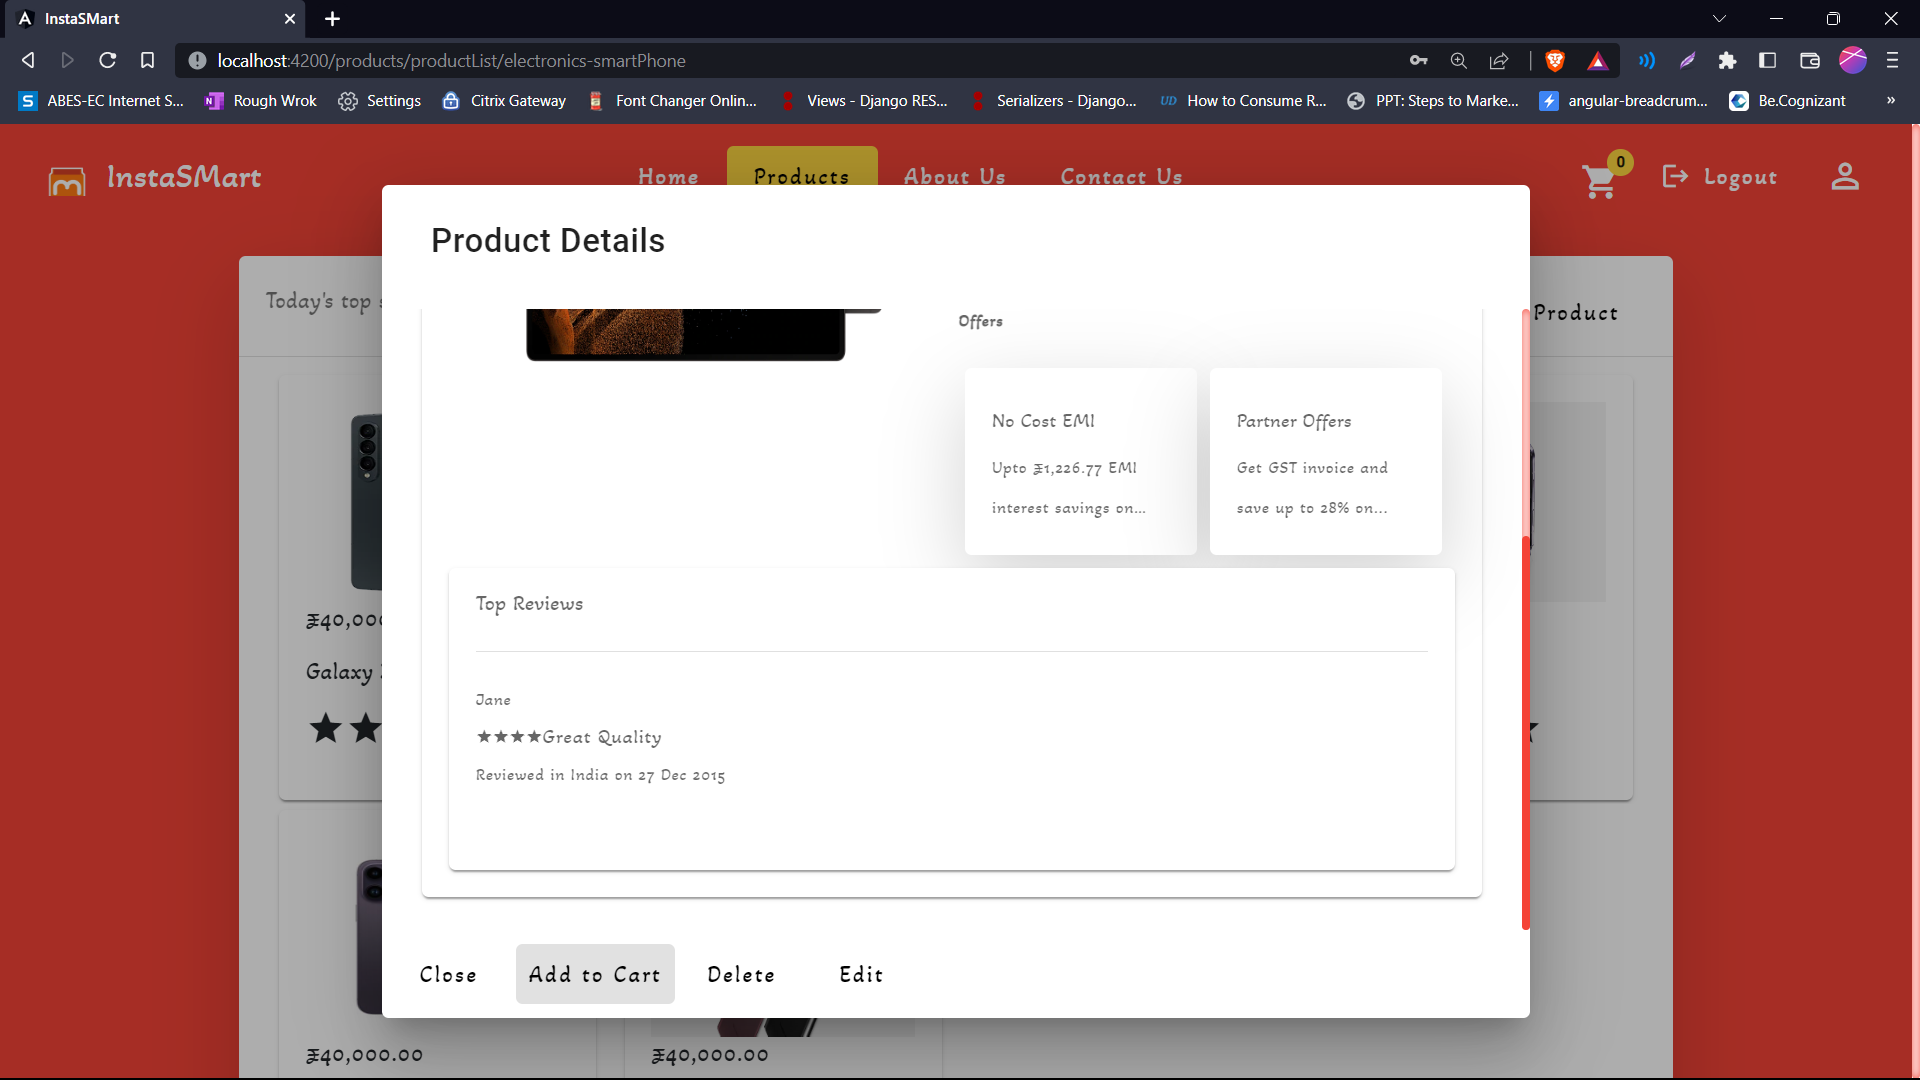 InstaSMart
localhost:4200/products/productList/electronics-smartPhone
ABES-EC Internet S...
Rough Wrok
Settings
Citrix Gateway
Font Changer Onlin...
Views - Django RES...
Serializers - Django...
UD
How to Consume R...
PPT: Steps to Marke...
angular-breadcrum...
Be.Cognizant
»
InstaSMart
Home
Products
About Us
Contact Us
0
Logout
Product Details
Today's top
Product
Offers
No Cost EMI
Upto ₹1,226.77 EMI
interest savings on...
Partner Offers
Get GST invoice and
save up to 28% on...
Top Reviews
Jane
★★★★Great Quality
Reviewed in India on 27 Dec 2015
Galaxy
Close
Add to Cart
Delete
Edit
₹40,000.00
₹40,000.00